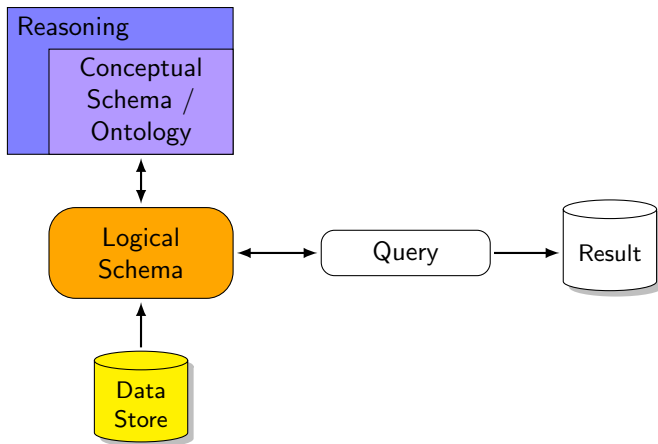 Reasoning
Conceptual
Schema /
Ontology
Logical
Schema
Query
Result
Data
Store